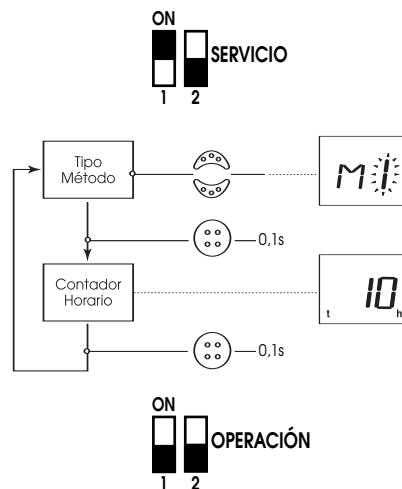 ON
SERVICIO
1 2
Tipo
Método
M1
0,1s
Contador
Horario
10
t h
0,1s
ON
OPERACIÓN
1 2